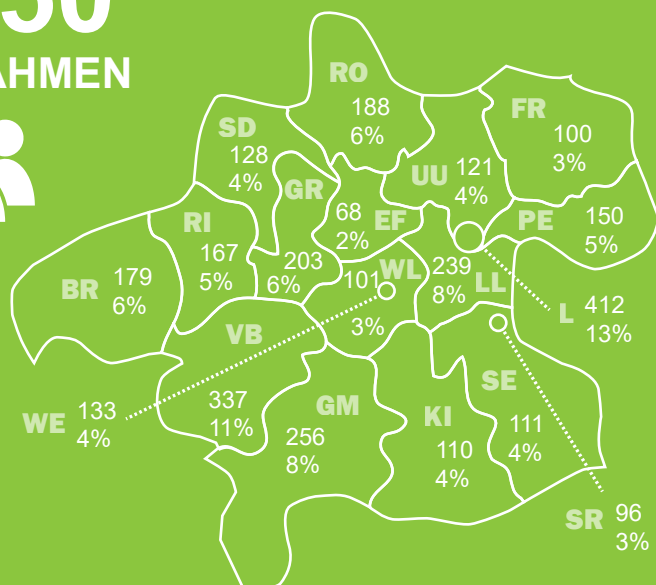 30
AHMEN
RO
188
6%
FR
100
3%
SD
128
4%
GR
203
6%
UU
121
4%
EF
68
2%
PE
150
5%
RI
167
5%
BR
179
6%
WL
101
3%
LL
239
8%
L
412
13%
VB
337
11%
WE
133
4%
GM
256
8%
KI
110
4%
SE
111
4%
SR
96
3%